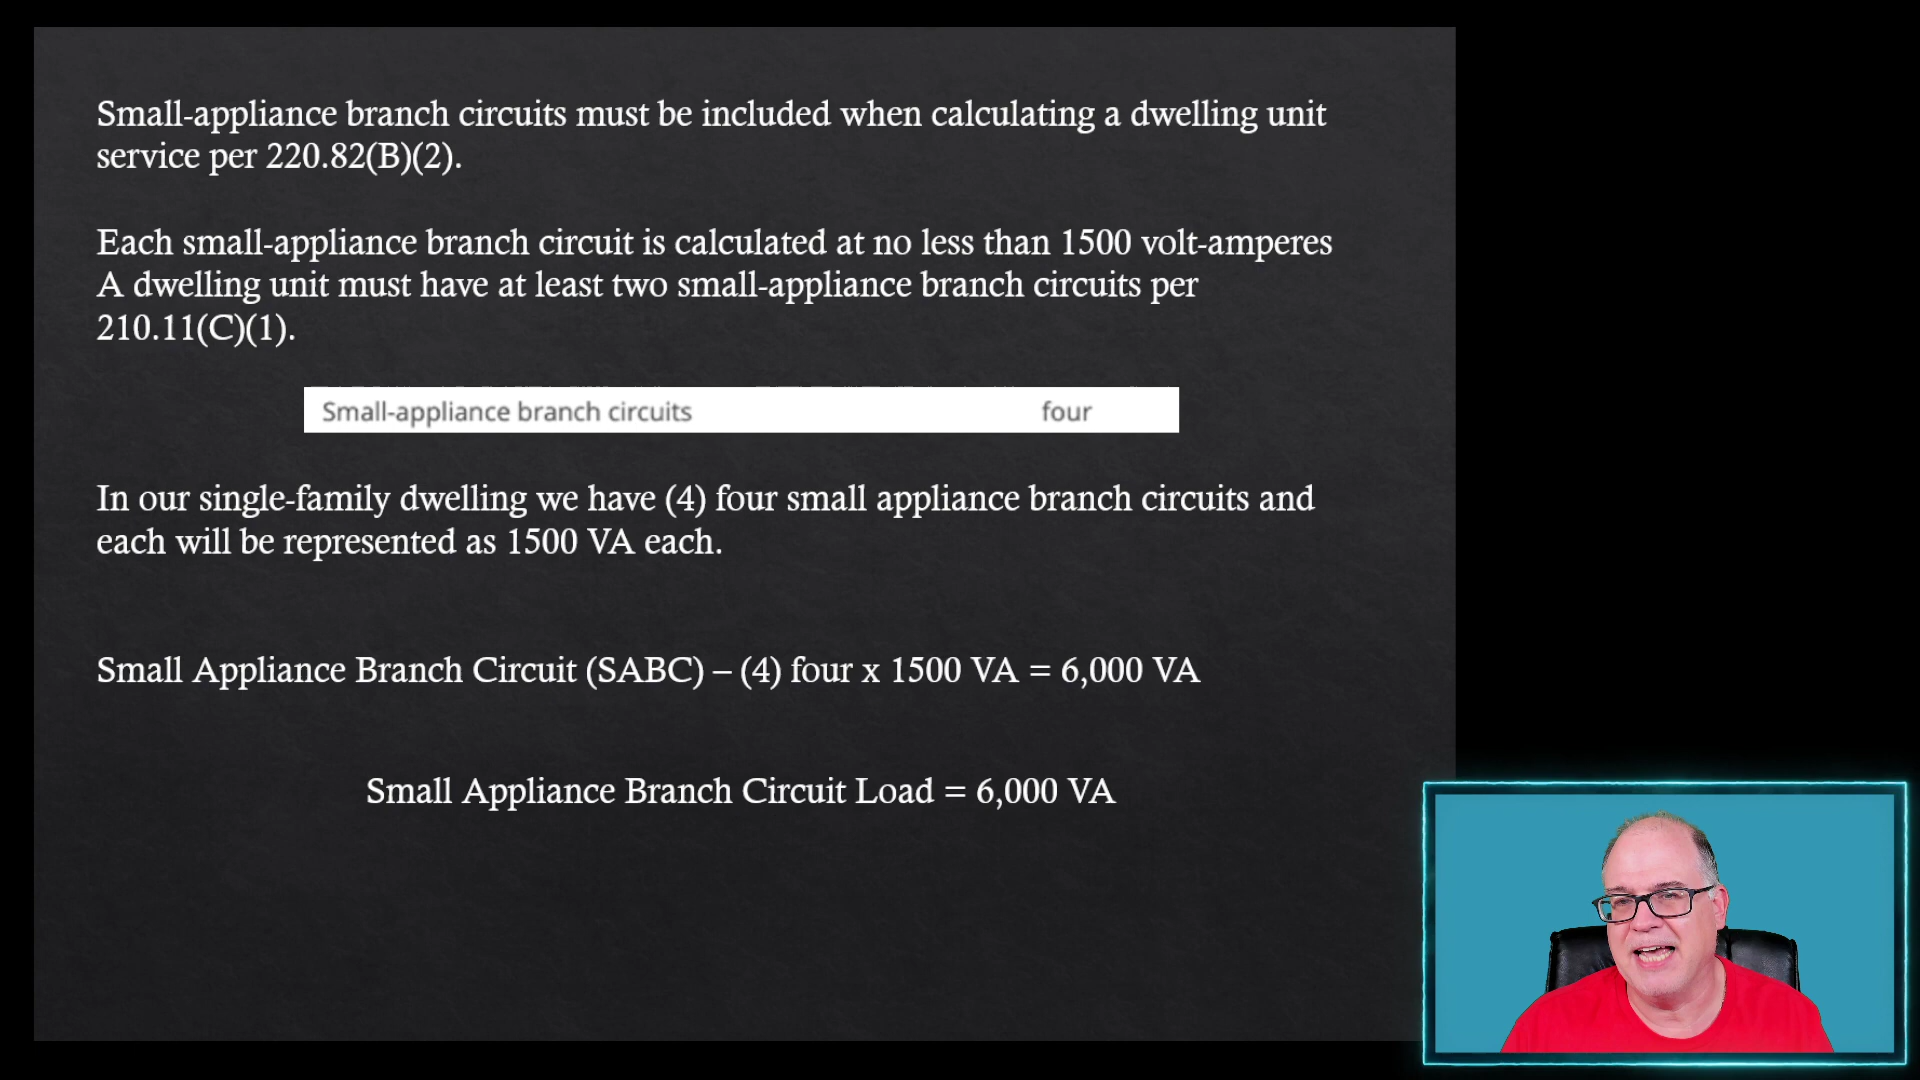 Small-appliance branch circuits must be included when calculating a dwelling unit
service per 220.82(B)(2).
Each small-appliance branch circuit is calculated at no less than 1500 volt-amperes
A dwelling unit must have at least two small-appliance branch circuits per
210.11(C)(1).
Small-appliance branch circuits four
In our single-family dwelling we have (4) four small appliance branch circuits and
each will be represented as 1500 VA each.
Small Appliance Branch Circuit (SABC) – (4) four x 1500 VA = 6,000 VA
Small Appliance Branch Circuit Load = 6,000 VA